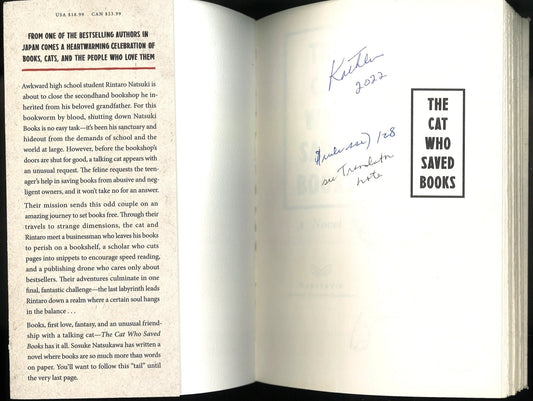 USA $18.99 CAN $23.99
FROM ONE OF THE BESTSELLING AUTHORS IN
JAPAN COMES A HEARTWARMING CELEBRATION OF
BOOKS, CATS, AND THE PEOPLE WHO LOVE THEM
Awkward high school student Rintaro Natsuki is
about to close the secondhand bookshop he in-
herited from his beloved grandfather. For this
bookworm by blood, shutting down Natsuki
Books is no easy task—it's been his sanctuary and
hideout from the demands of school and the
world at large. However, before the bookshop's
doors are shut for good, a talking cat appears with
an unusual request. The feline requests the teen-
ager's help in saving books from abusive and neg-
ligent owners, and it won't take no for an answer.
Their mission sends this odd couple on an
amazing journey to set books free. Through their
travels to strange dimensions, the cat and
Rintaro meet a businessman who leaves his books
to perish on a bookshelf, a scholar who cuts
pages into snippets to encourage speed reading,
and a publishing drone who cares only about
bestsellers. Their adventures culminate in one
final, fantastic challenge—the last labyrinth leads
Rintaro down a realm where a certain soul hangs
in the balance . . .
Books, first love, fantasy, and an unusual friend-
ship with a talking cat—The Cat Who Saved
Books has it all. Sosuke Natsukawa has written a
novel where books are so much more than words
on paper. You'll want to follow this "tail" until
the very last page.
2022
128
see Translator
note
THE
CAT
WHO
SAVED
BOOKS